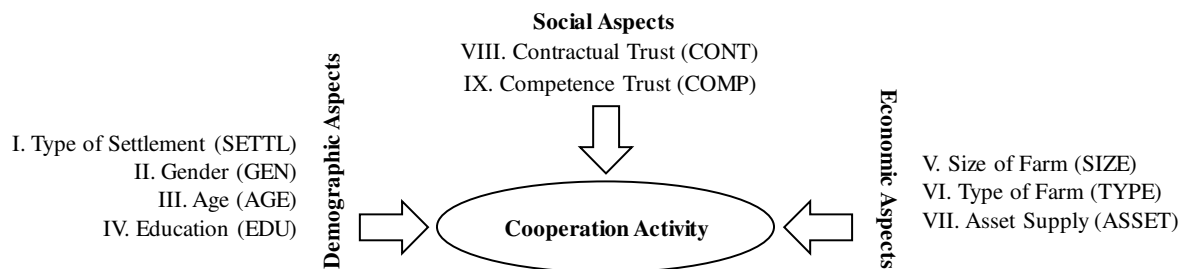 Social Aspects
VIII. Contractual Trust (CONT)
IX. Competence Trust (COMP)
Demographic Aspects
I. Type of Settlement (SETTL)
II. Gender (GEN)
III. Age (AGE)
IV. Education (EDU)
Cooperation Activity
Economic Aspects
V. Size of Farm (SIZE)
VI. Type of Farm (TYPE)
VII. Asset Supply (ASSET)